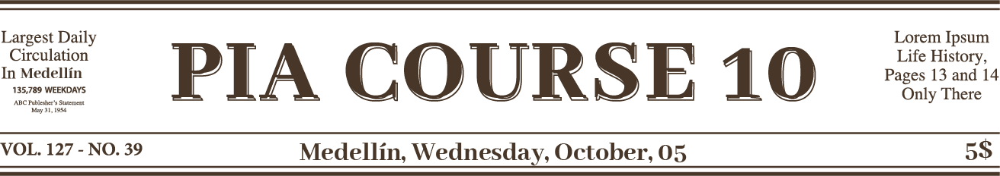 Largest Daily
Circulation
In Medellín
135,789 WEEKDAYS
ABC Publesher's Statement
May 31, 1954
PIA COURSE 10
Lorem Ipsum
Life History,
Pages 13 and 14
Only There
VOL. 127 - NO. 39
Medellín, Wednesday, October, 05
5$